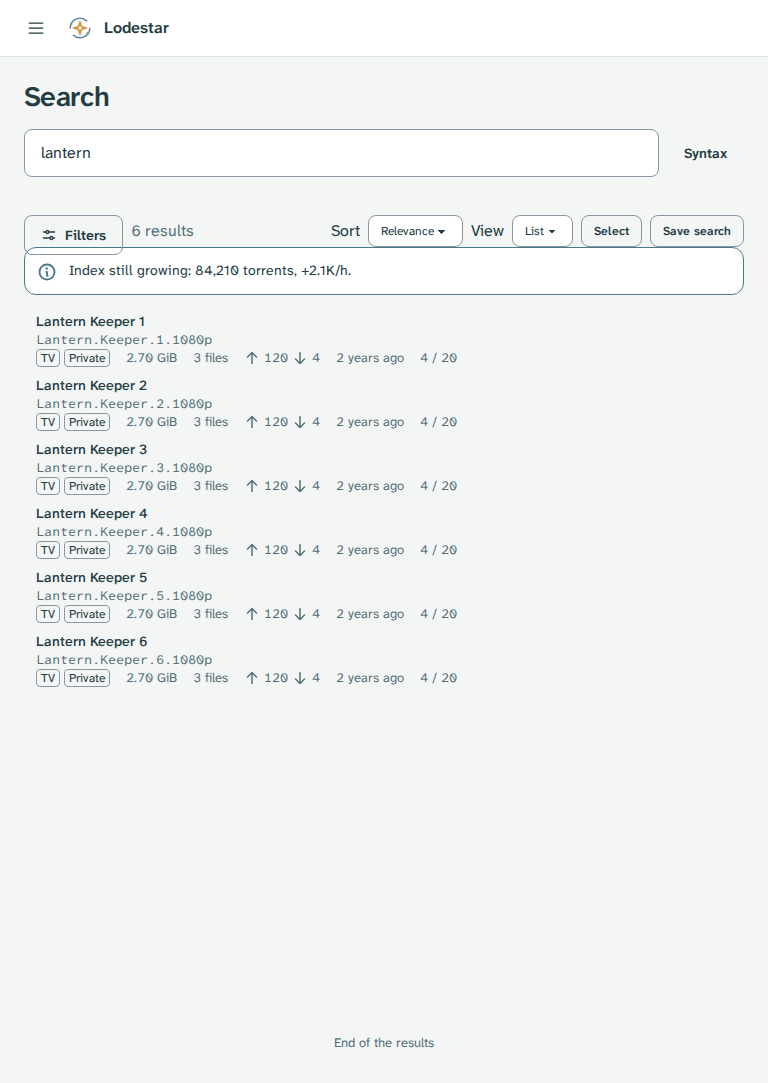 Lodestar
Search
lantern
Syntax
Filters 6 results Sort Relevance View List Select Save search
Index still growing: 84,210 torrents, +2.1K/h.
Lantern Keeper 1
Lantern.Keeper.1.1080p
TV Private 2.70 GiB 3 files ↑ 120 ↓ 4 2 years ago 4 / 20
Lantern Keeper 2
Lantern.Keeper.2.1080p
TV Private 2.70 GiB 3 files ↑ 120 ↓ 4 2 years ago 4 / 20
Lantern Keeper 3
Lantern.Keeper.3.1080p
TV Private 2.70 GiB 3 files ↑ 120 ↓ 4 2 years ago 4 / 20
Lantern Keeper 4
Lantern.Keeper.4.1080p
TV Private 2.70 GiB 3 files ↑ 120 ↓ 4 2 years ago 4 / 20
Lantern Keeper 5
Lantern.Keeper.5.1080p
TV Private 2.70 GiB 3 files ↑ 120 ↓ 4 2 years ago 4 / 20
Lantern Keeper 6
Lantern.Keeper.6.1080p
TV Private 2.70 GiB 3 files ↑ 120 ↓ 4 2 years ago 4 / 20
End of the results